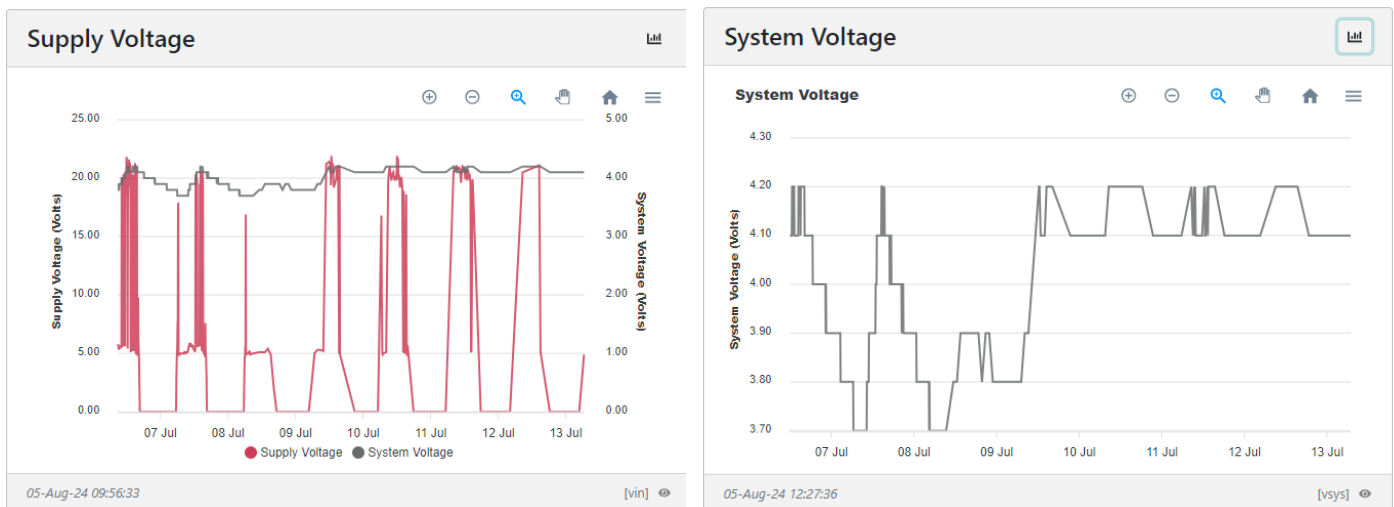 Supply Voltage
25.00
20.00
15.00
10.00
5.00
0.00
Supply Voltage (Volts)
5.00
4.00
3.00
2.00
1.00
0.00
System Voltage (Volts)
07 Jul 08 Jul 09 Jul 10 Jul 11 Jul 12 Jul 13 Jul
Supply Voltage System Voltage
05-Aug-24 09:56:33 [vin]
System Voltage
System Voltage
4.30
4.20
4.10
4.00
3.90
3.80
3.70
System Voltage (Volts)
07 Jul 08 Jul 09 Jul 10 Jul 11 Jul 12 Jul 13 Jul
05-Aug-24 12:27:36 [vsys]